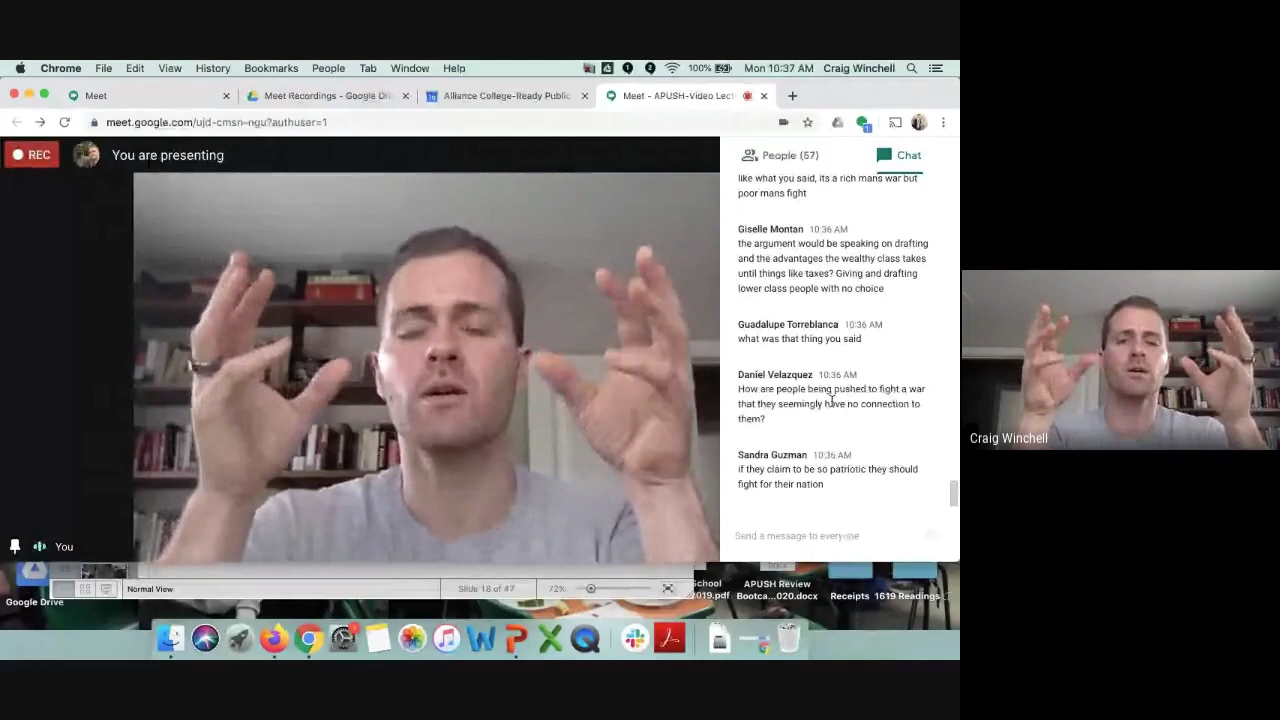 Chrome File Edit View History Bookmarks People Tab Window Help 100% Mon 10:37 AM Craig Winchell
Meet
Meet Recordings - Google Dri
Alliance College-Ready Public
Meet - APUSH-Video Lect
meet.google.com/ujd-cmsn-ngu?authuser=1
REC
You are presenting
People (57)
Chat
like what you said, its a rich mans war but
poor mans fight
Giselle Montan 10:36 AM
the argument would be speaking on drafting
and the advantages the wealthy class takes
until things like taxes? Giving and drafting
lower class people with no choice
Guadalupe Torreblanca 10:36 AM
what was that thing you said
Daniel Velazquez 10:36 AM
How are people being pushed to fight a war
that they seemingly have no connection to
them?
Sandra Guzman 10:36 AM
if they claim to be so patriotic they should
fight for their nation
Send a message to everyone
You
Craig Winchell
Normal View
Slide 18 of 47
72%
Google Drive
School
2019.pdf
APUSH Review
Bootca...020.docx
Receipts
1619 Readings